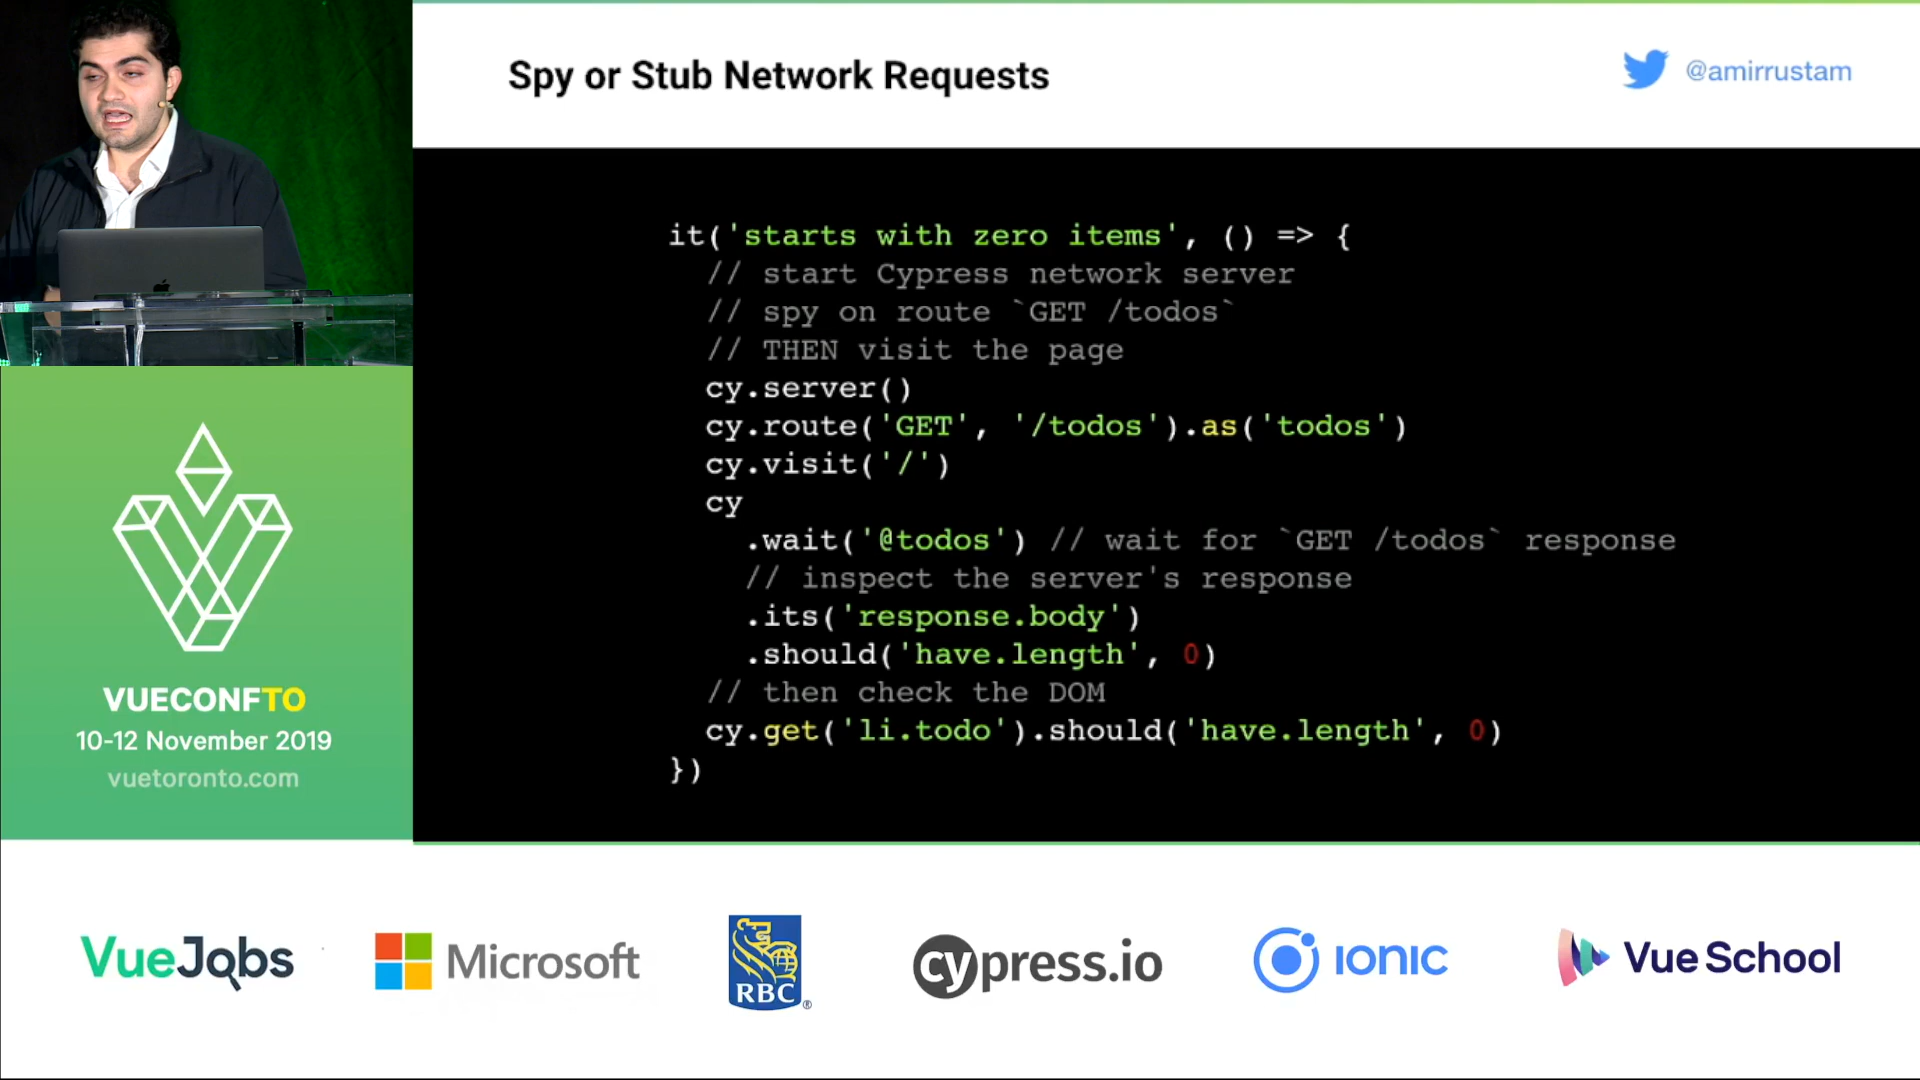 Spy or Stub Network Requests
@amirrustam
it('starts with zero items', () => {
// start Cypress network server
// spy on route `GET /todos`
// THEN visit the page
cy.server()
cy.route('GET', '/todos').as('todos')
cy.visit('/')
cy
.wait('@todos') // wait for `GET /todos` response
// inspect the server's response
.its('response.body')
.should('have.length', 0)
// then check the DOM
cy.get('li.todo').should('have.length', 0)
})
VUECONFTO
10-12 November 2019
vuetoronto.com
VueJobs
Microsoft
RBC®
cypress.io
IONIC
Vue School